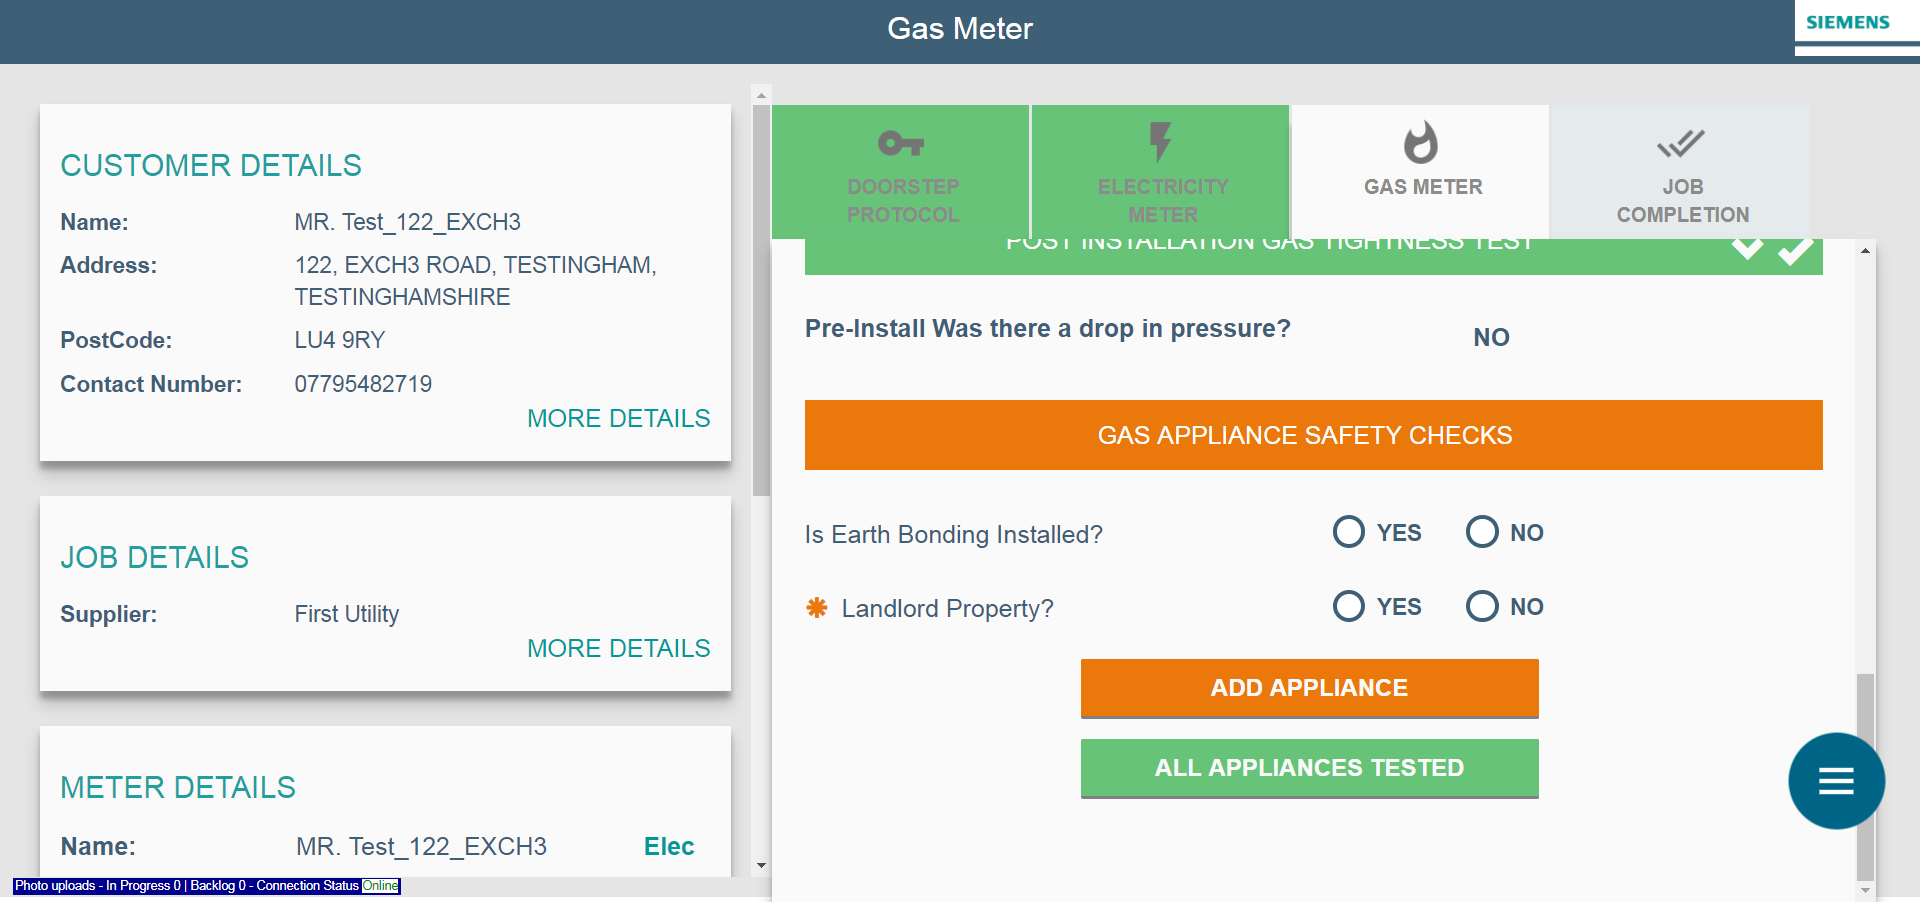 Gas Meter
SIEMENS
CUSTOMER DETAILS
Name: MR. Test_122_EXCH3
Address: 122, EXCH3 ROAD, TESTINGHAM,
TESTINGHAMSHIRE
PostCode: LU4 9RY
Contact Number: 07795482719
MORE DETAILS
JOB DETAILS
Supplier: First Utility
MORE DETAILS
METER DETAILS
Name: MR. Test_122_EXCH3 Elec
Photo uploads - In Progress 0 | Backlog 0 - Connection Status Online
DOORSTEP
PROTOCOL
ELECTRICITY
METER
GAS METER
JOB
COMPLETION
POST INSTALLATION GAS TIGHTNESS TEST
Pre-Install Was there a drop in pressure? NO
GAS APPLIANCE SAFETY CHECKS
Is Earth Bonding Installed? YES NO
Landlord Property? YES NO
ADD APPLIANCE
ALL APPLIANCES TESTED